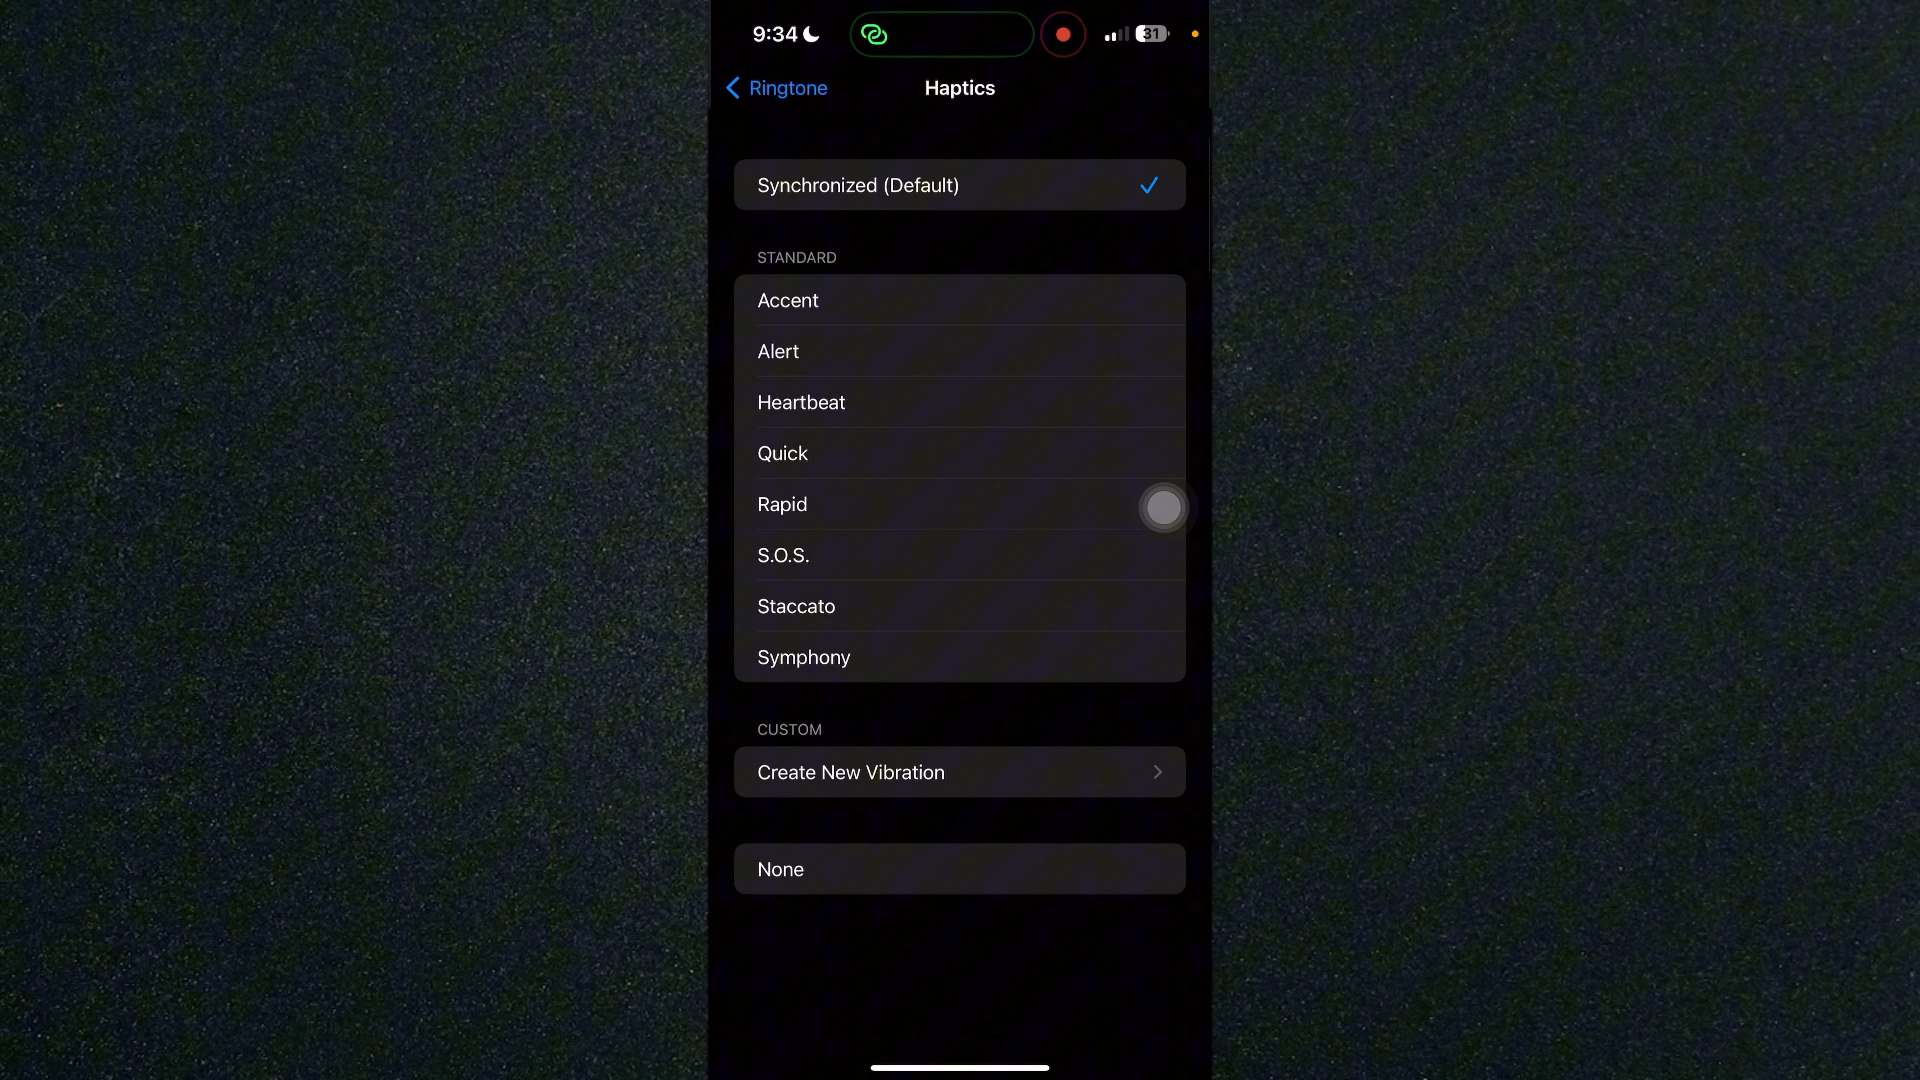 9:34
31
Ringtone
Haptics
Synchronized (Default)
STANDARD
Accent
Alert
Heartbeat
Quick
Rapid
S.O.S.
Staccato
Symphony
CUSTOM
Create New Vibration
None